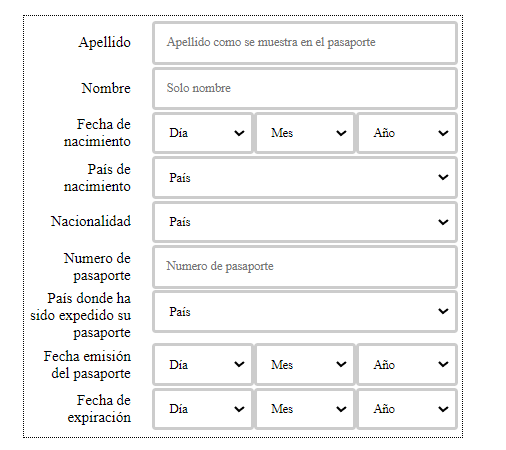 Apellido
Apellido como se muestra en el pasaporte
Nombre
Solo nombre
Fecha de
nacimiento
Día Mes Año
País de
nacimiento
País
Nacionalidad
País
Numero de
pasaporte
Numero de pasaporte
País donde ha
sido expedido su
pasaporte
País
Fecha emisión
del pasaporte
Día Mes Año
Fecha de
expiración
Día Mes Año